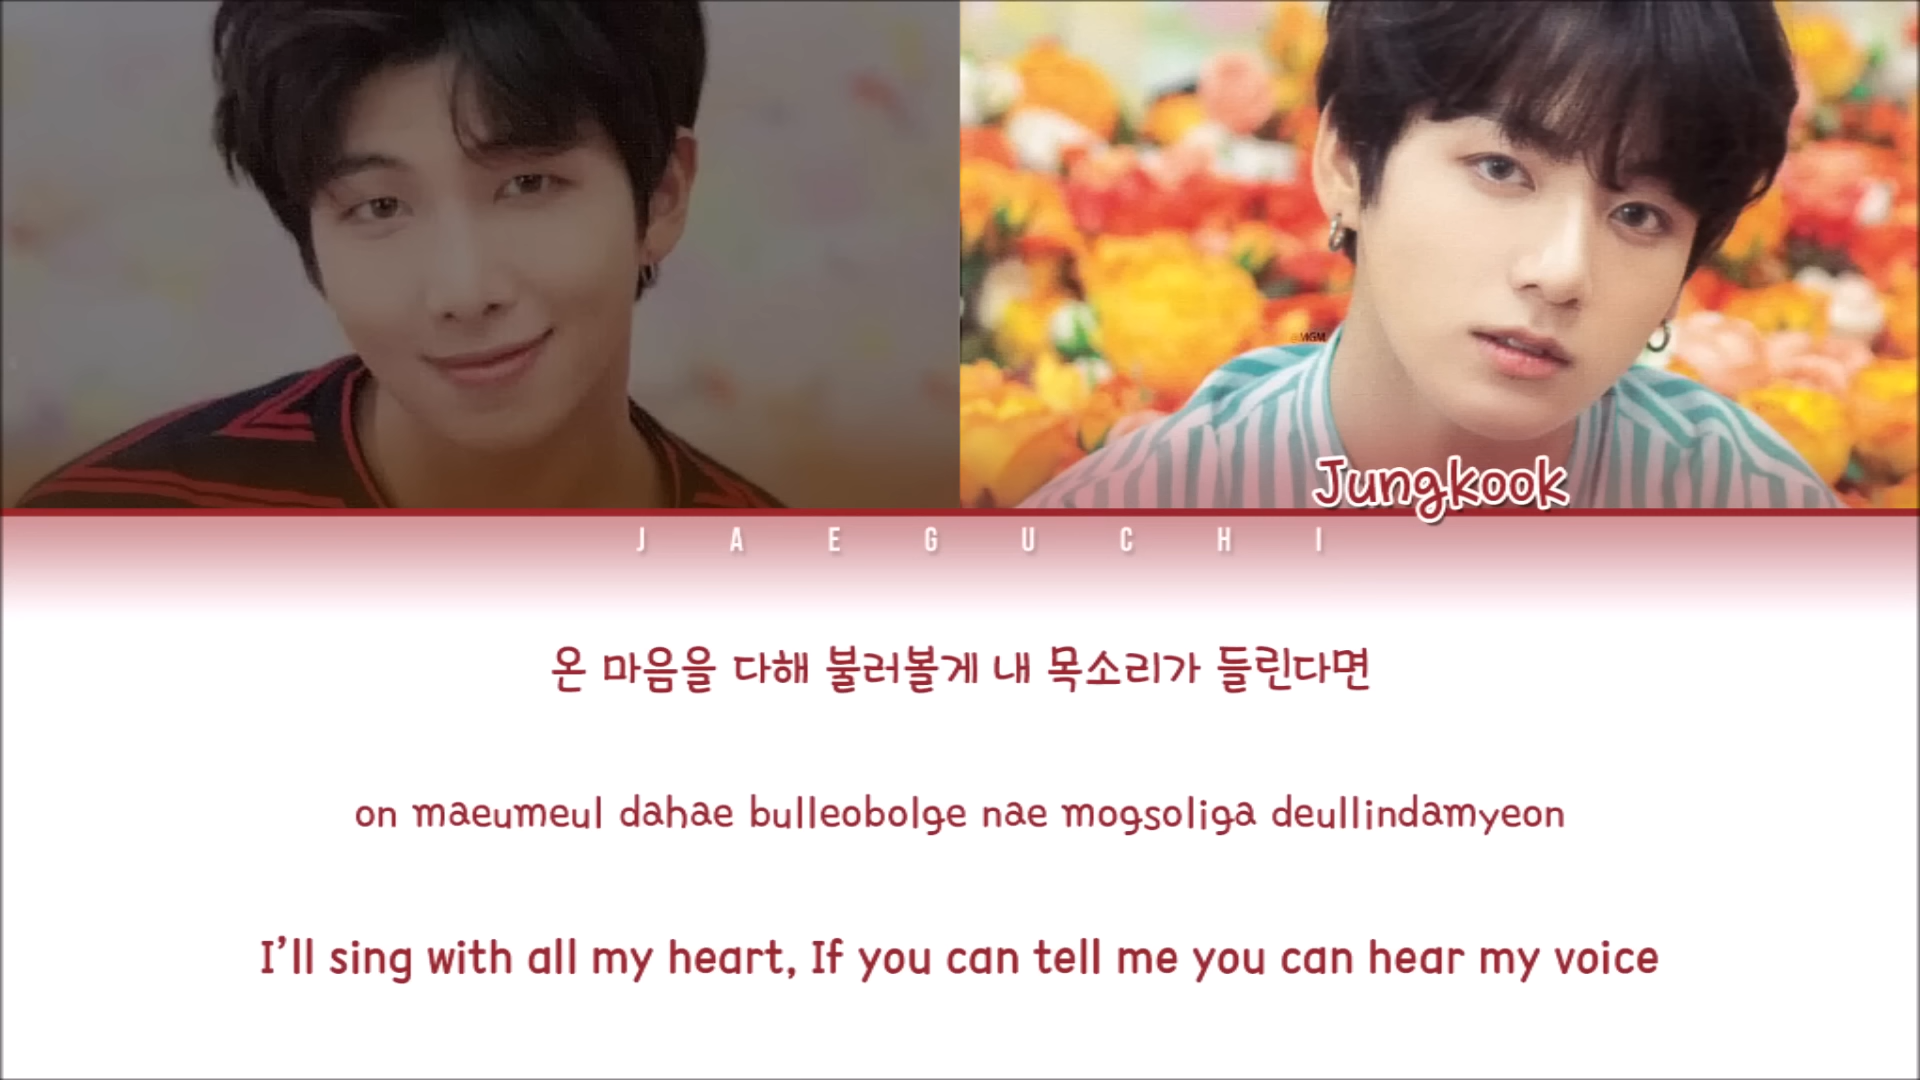 @MGM
Jungkook
JAEGUCHI
온 마음을 다해 불러볼게 내 목소리가 들린다면
on maeumeul dahae bulleobolge nae mogsoliga deullindamyeon
I'll sing with all my heart, If you can tell me you can hear my voice